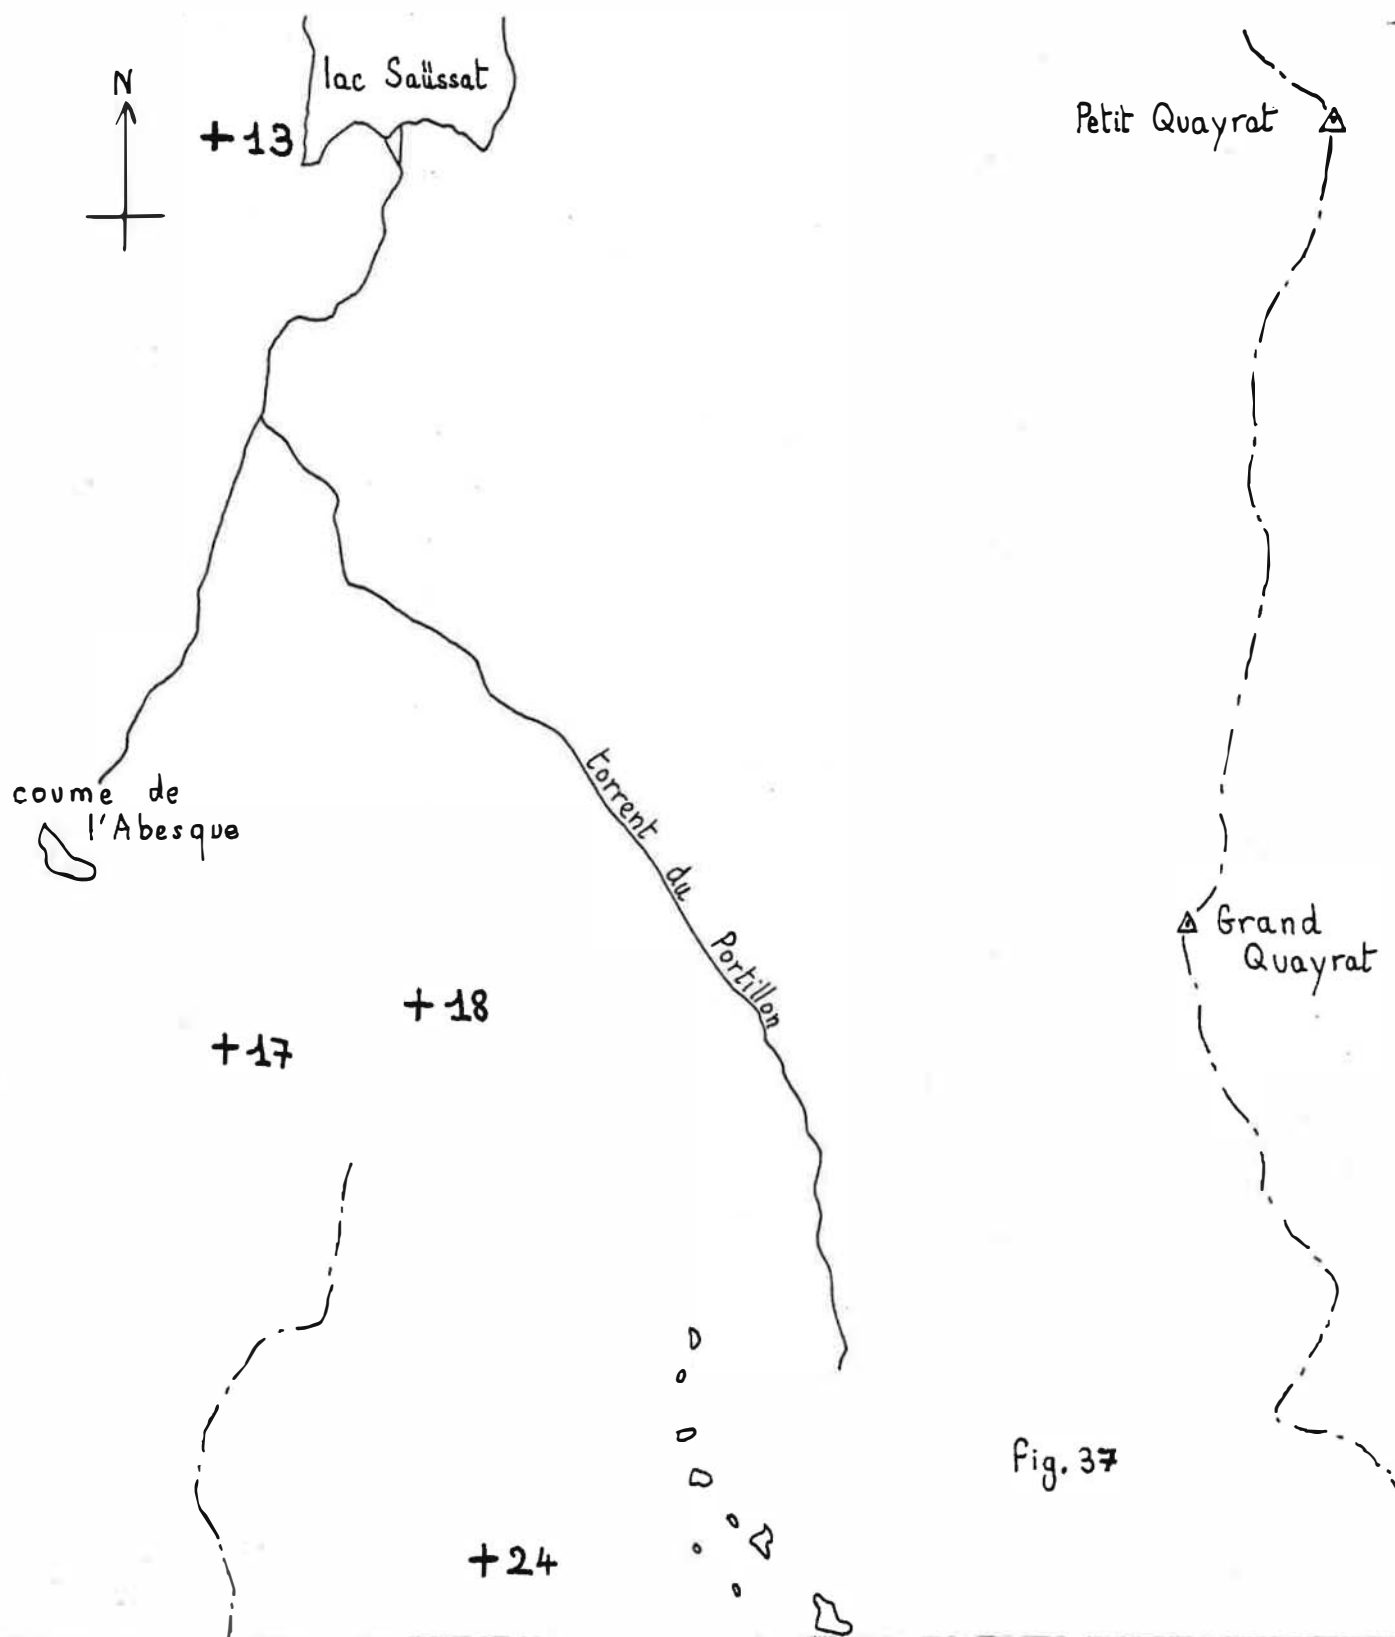 lac Saüssat
N
Petit Quayrat
+13
torrent du Portillon
coume de
l'Abesque
Grand
Quayrat
+18
+17
fig. 37
+24